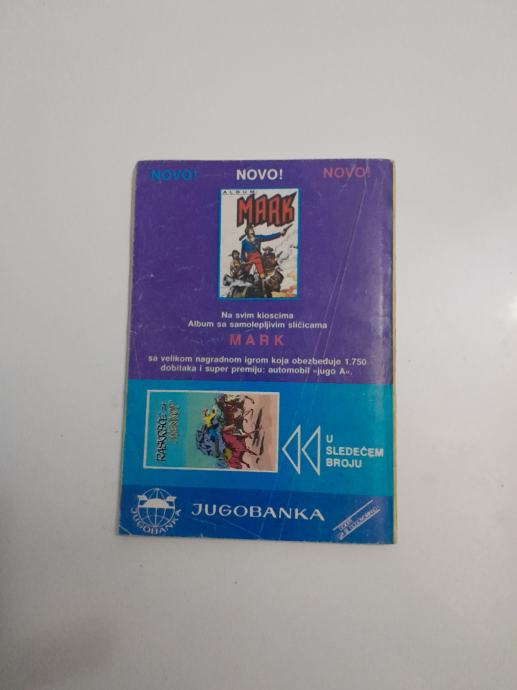 NOVO! NOVO! NOVO!
ALBUM
MARK
Na svim kioscima
Album sa samolepljivim sličicama
MARK
sa velikom nagradnom igrom koja obezbeđuje 1.750
dobitaka i super premiju: automobil »jugo A«.
U
SLEDEĆEM
BROJU
JUGOBANKA
JUGOBANKA